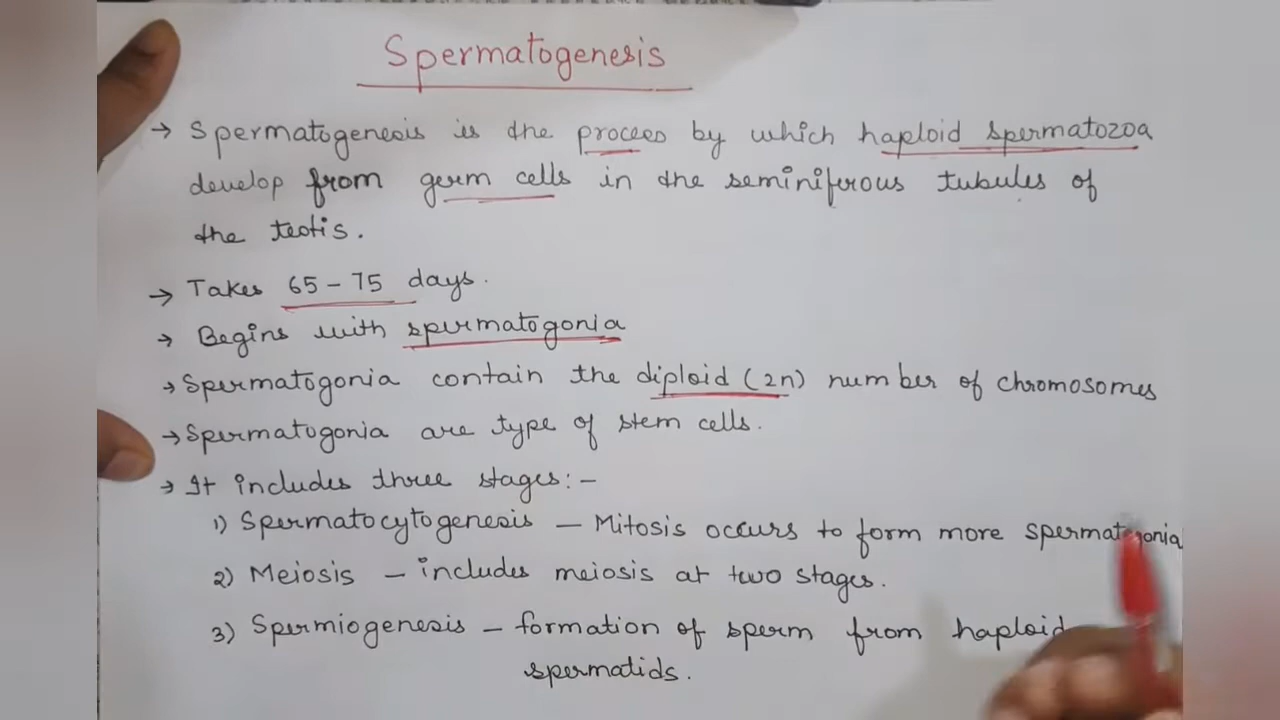 Spermatogenesis
→ Spermatogenesis is the process by which haploid spermatozoa
develop from germ cells in the seminiferous tubules of
the testis.
→ Takes 65-75 days.
→ Begins with spermatogonia
→ Spermatogonia contain the diploid (2n) number of chromosomes
→ Spermatogonia are type of stem cells.
→ It includes three stages:-
1) Spermatocytogenesis - Mitosis occurs to form more spermatogonia
2) Meiosis - includes meiosis at two stages.
3) Spermiogenesis - formation of sperm from haploid
spermatids.